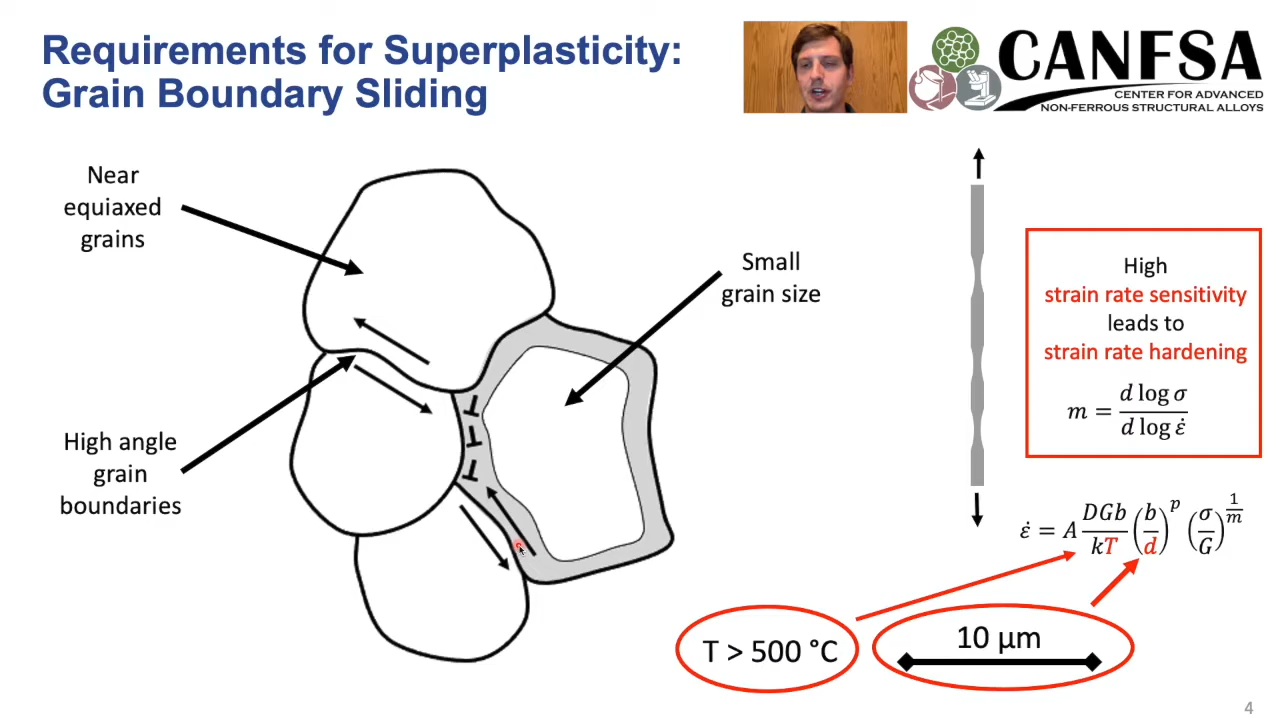 Requirements for Superplasticity:
Grain Boundary Sliding
CANFSA
CENTER FOR ADVANCED
NON-FERROUS STRUCTURAL ALLOYS
Near
equiaxed
grains
Small
grain size
High angle
grain
boundaries
High
strain rate sensitivity
leads to
strain rate hardening
m = d log σ / d log ε̇
ε̇ = A DGb/kT (b/d)^p (σ/G)^(1/m)
T > 500 °C
10 µm
4